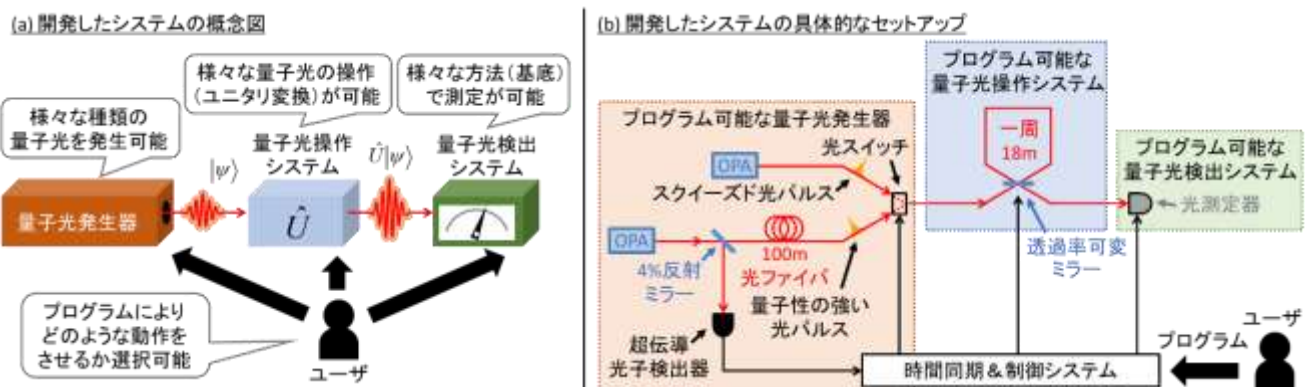 (a) 開発したシステムの概念図
様々な種類の
量子光を発生可能
様々な量子光の操作
(ユニタリ変換)が可能
様々な方法(基底)
で測定が可能
|ψ⟩
量子光操作
システム
Û|ψ⟩
量子光検出
システム
量子光発生器
Û
プログラムにより
どのような動作を
させるか選択可能
ユーザ
(b) 開発したシステムの具体的なセットアップ
プログラム可能な
量子光操作システム
プログラム可能な量子光発生器
光スイッチ
一周
18m
プログラム可能な
量子光検出システム
OPA
スクイーズド光パルス
光測定器
OPA
4%反射
ミラー
100m
光ファイバ
量子性の強い
光パルス
透過率可変
ミラー
超伝導
光子検出器
時間同期&制御システム
プログラム
ユーザ